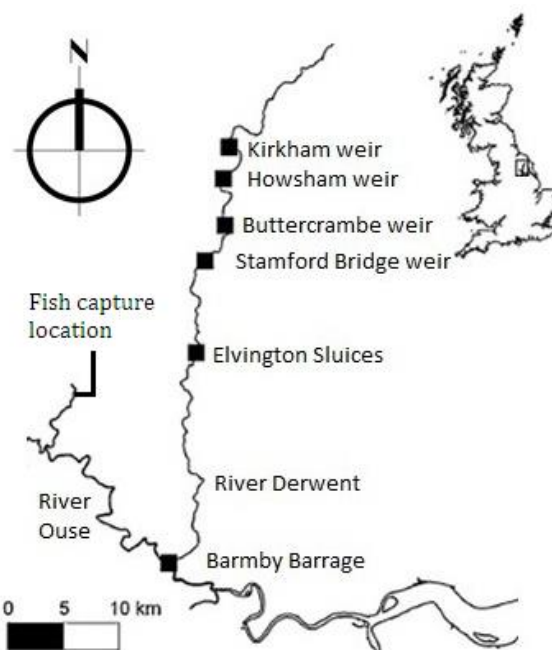 N
Kirkham weir
Howsham weir
Buttercrambe weir
Stamford Bridge weir
Fish capture
location
Elvington Sluices
River Derwent
River
Ouse
Barmby Barrage
0 5 10 km